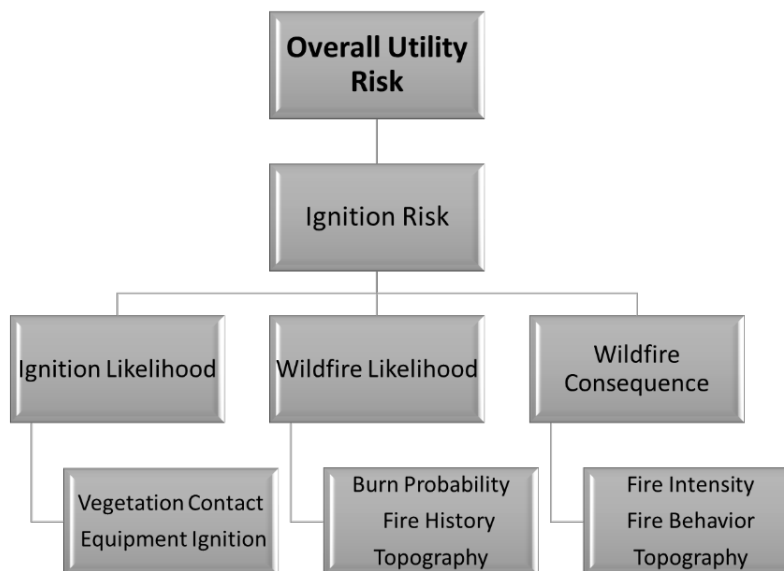 Overall Utility
Risk
Ignition Risk
Ignition Likelihood
Wildfire Likelihood
Wildfire
Consequence
Vegetation Contact
Equipment Ignition
Burn Probability
Fire History
Topography
Fire Intensity
Fire Behavior
Topography